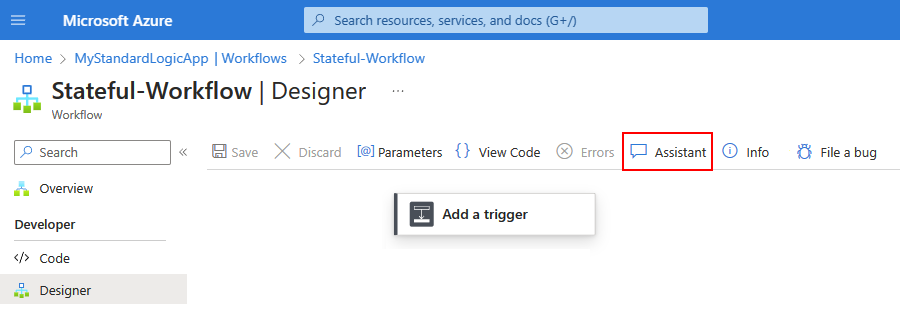 Microsoft Azure
Search resources, services, and docs (G+/)
Home > MyStandardLogicApp | Workflows > Stateful-Workflow
Stateful-Workflow | Designer ...
Workflow
Search «
Save Discard [@] Parameters {} View Code Errors Assistant Info File a bug
Overview
Add a trigger
Developer
</> Code
Designer